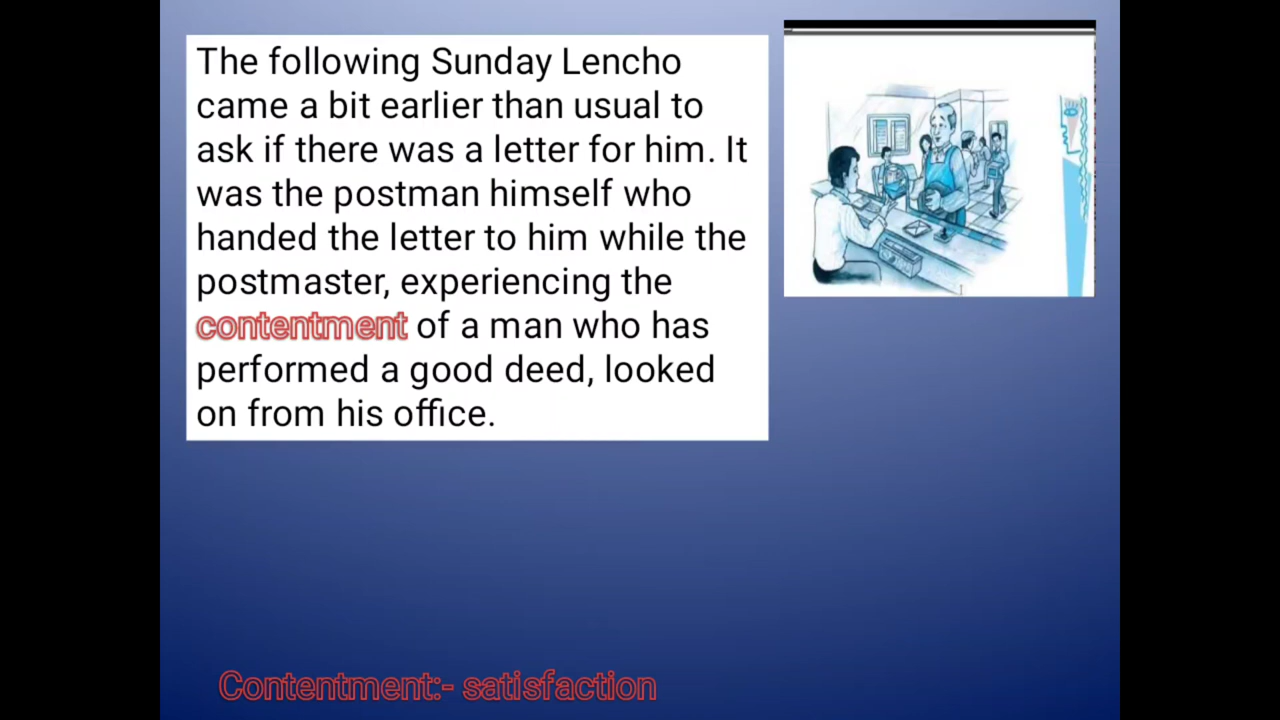 The following Sunday Lencho
came a bit earlier than usual to
ask if there was a letter for him. It
was the postman himself who
handed the letter to him while the
postmaster, experiencing the
contentment of a man who has
performed a good deed, looked
on from his office.
Contentment:- satisfaction